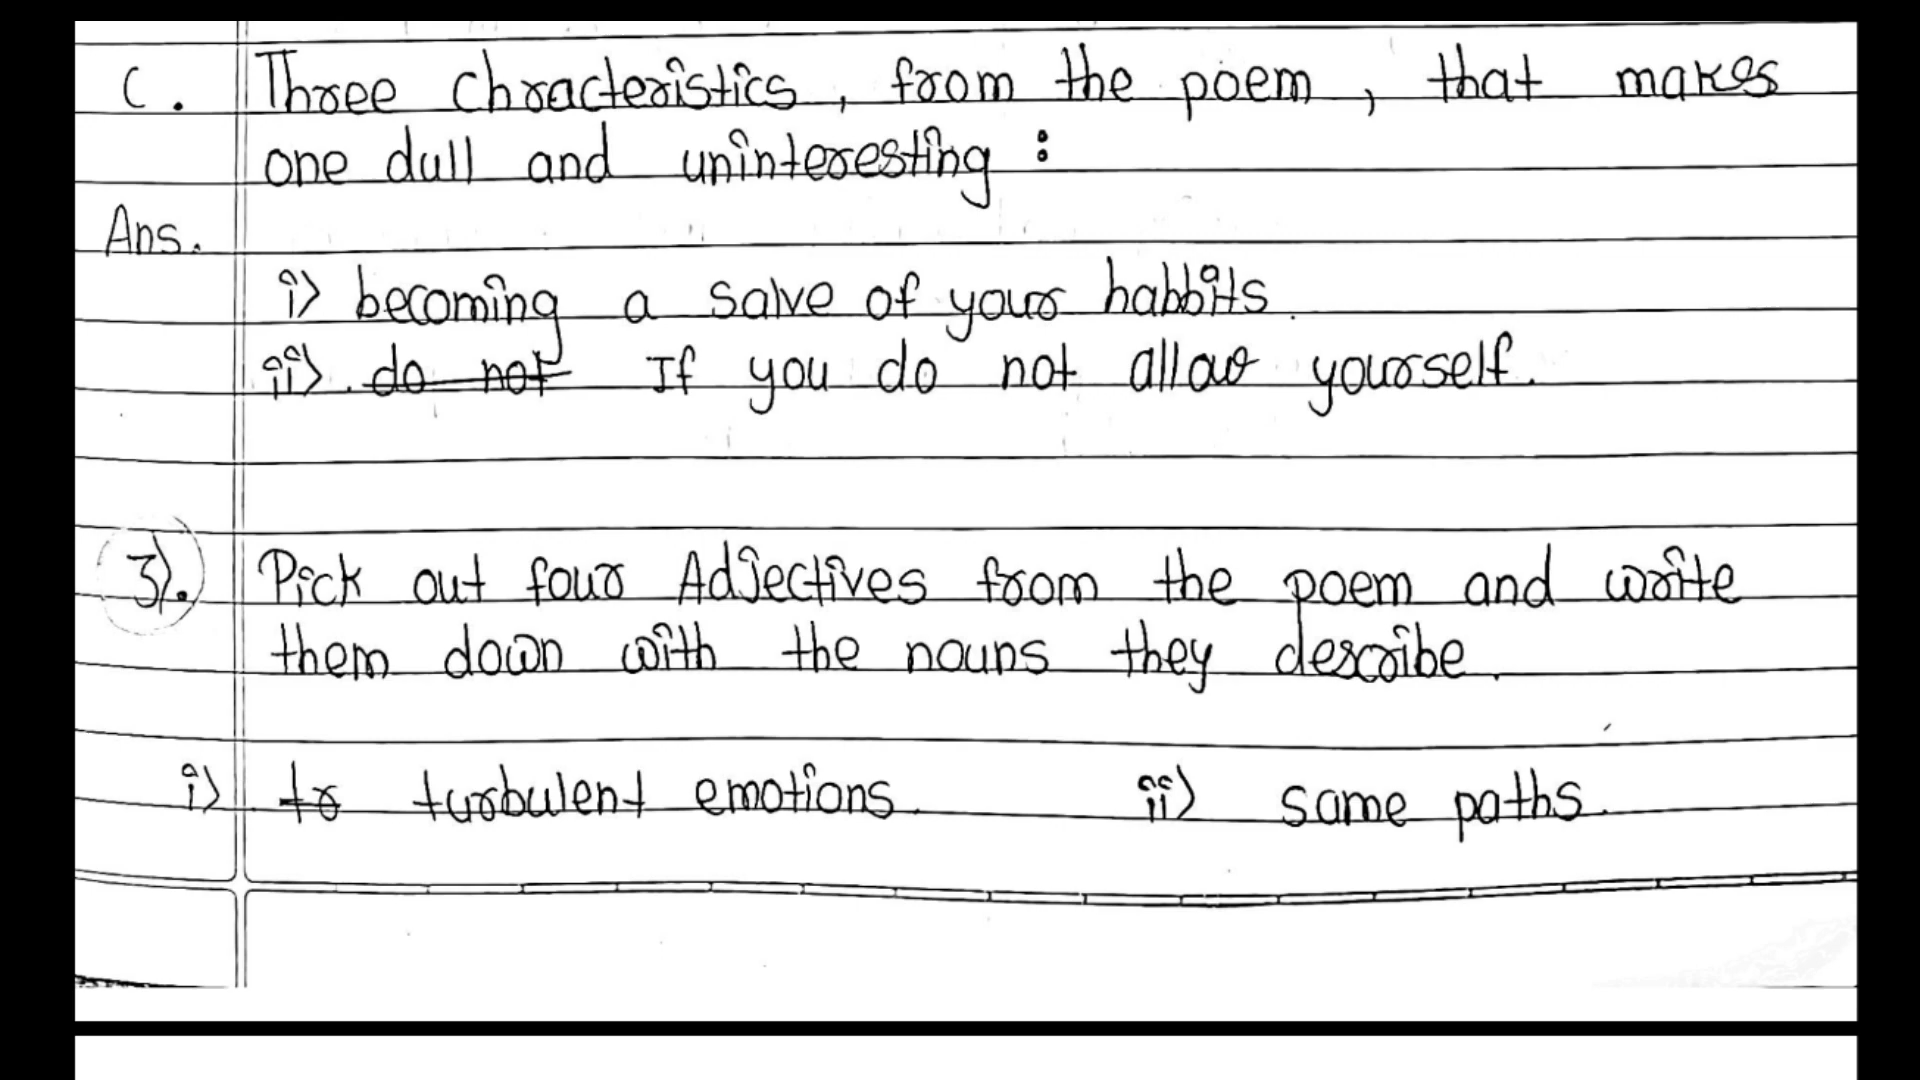 C. Three chracteristics, from the poem, that makes
one dull and uninteresting :
Ans.
i) becoming a salve of your habbits.
ii). do not If you do not allow yourself.
3). Pick out four Adjectives from the poem and write
them down with the nouns they describe.
i) tr turbulent emotions. ii) same paths.